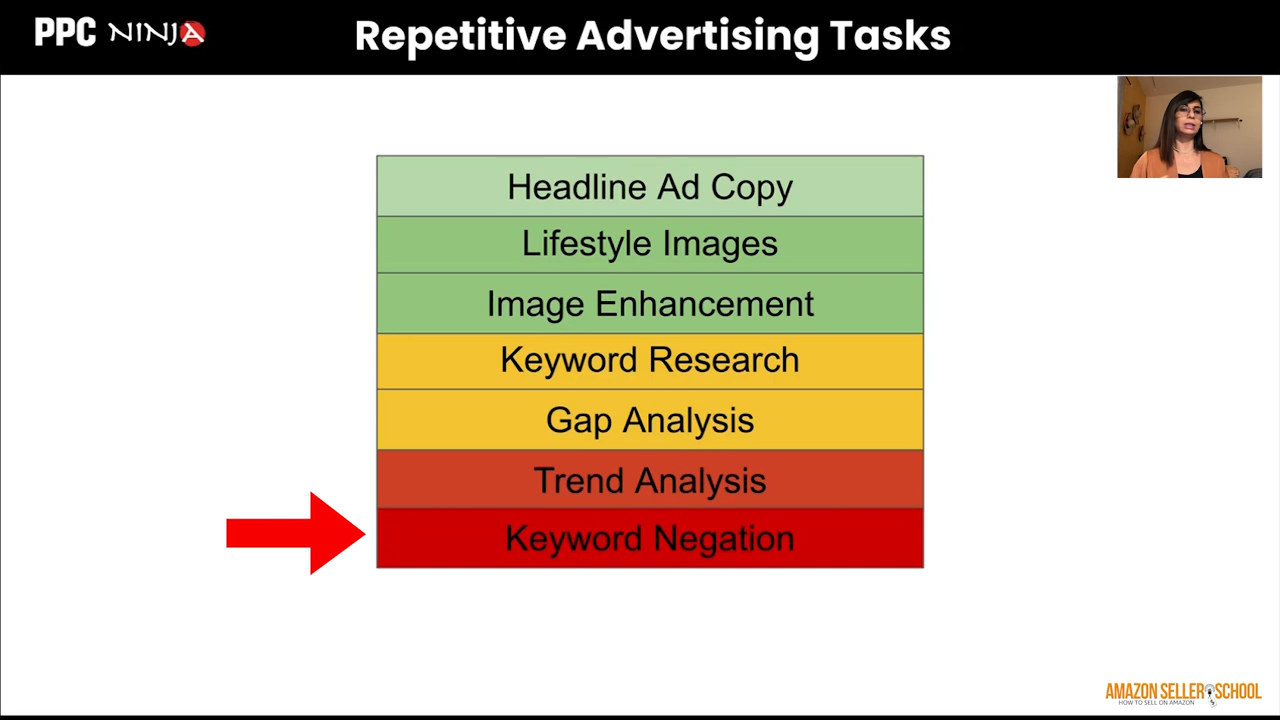 PPC NINJA
Repetitive Advertising Tasks
Headline Ad Copy
Lifestyle Images
Image Enhancement
Keyword Research
Gap Analysis
Trend Analysis
Keyword Negation
AMAZON SELLER SCHOOL
HOW TO SELL ON AMAZON